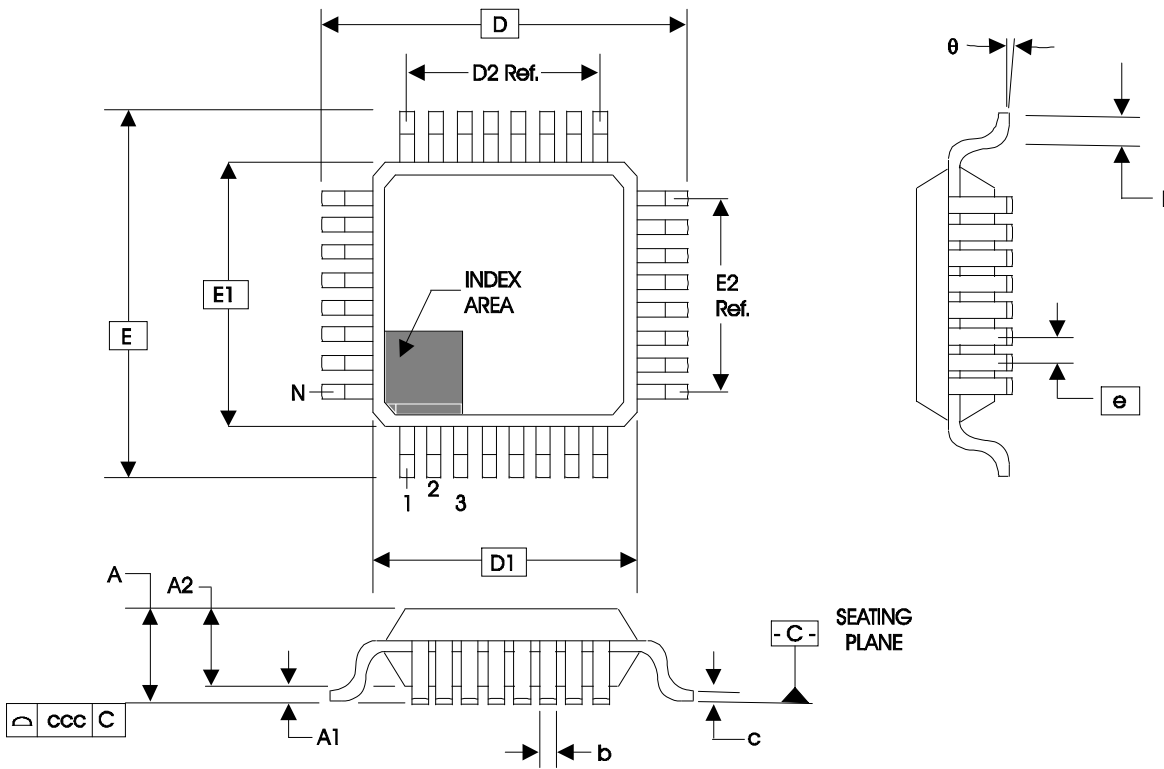 D
D2 Ref.
θ
E1
E
INDEX
AREA
E2
Ref.
N
e
1
2
3
D1
A
A2
- C -
SEATING
PLANE
ccc C
A1
b
c